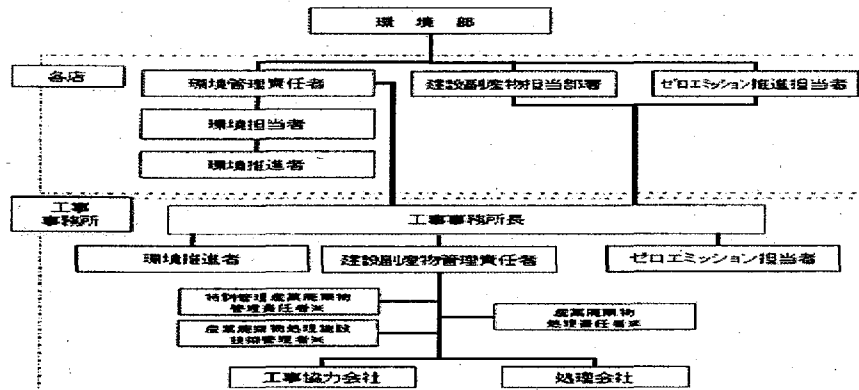 環境部
各店
環境管理責任者
建設副産物担当部署
ゼロエミッション推進担当者
環境担当者
環境推進者
工事
事務所
工事事務所長
環境推進者
建設副産物管理責任者
ゼロエミッション担当者
特別管理産業廃棄物
管理責任者※
産業廃棄物
処理責任者※
産業廃棄物処理施設
技術管理者※
工事協力会社
処理会社